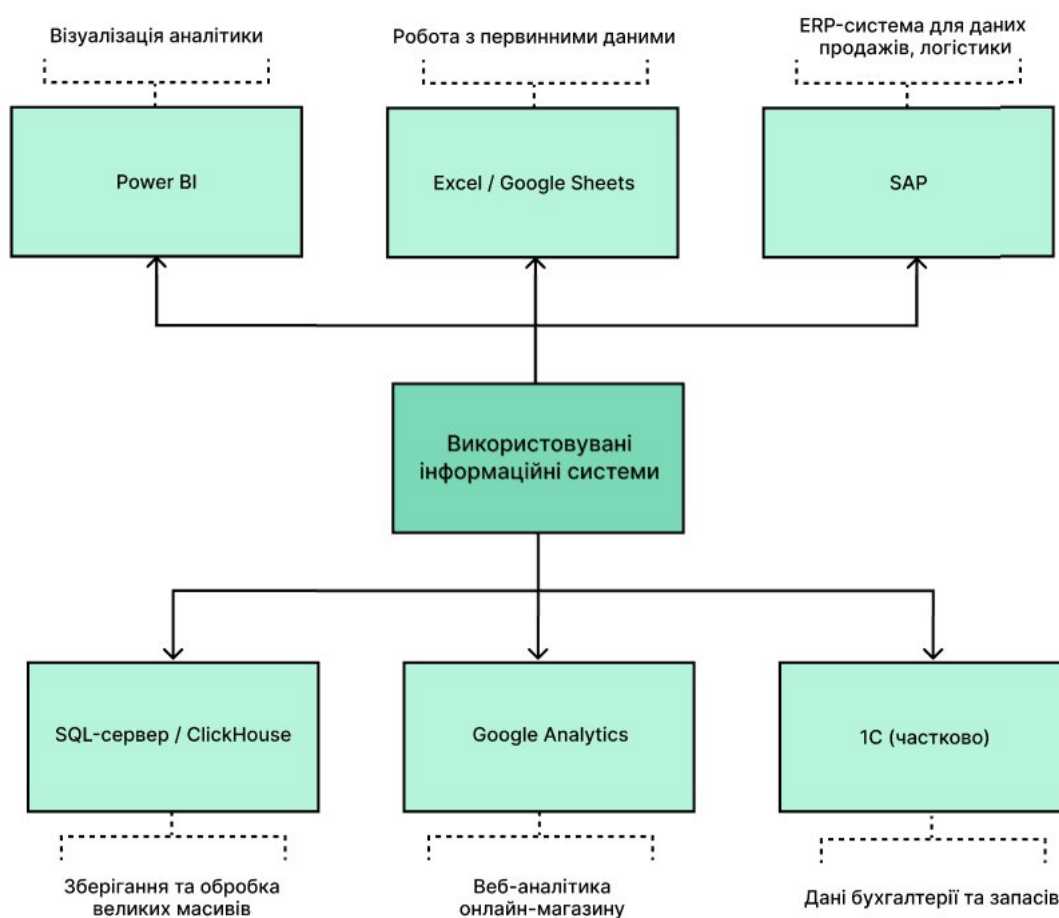 Візуалізація аналітики
Робота з первинними даними
ERP-система для даних
продажів, логістики
Power BI
Excel / Google Sheets
SAP
Використовувані
інформаційні системи
SQL-сервер / ClickHouse
Google Analytics
1С (частково)
Зберігання та обробка
великих масивів
Веб-аналітика
онлайн-магазину
Дані бухгалтерії та запасів